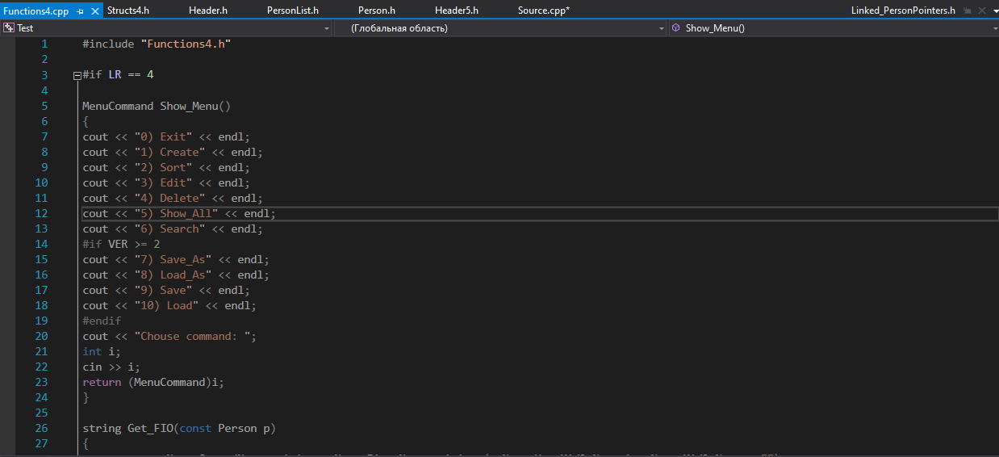 Functions4.cpp Structs4.h Header.h PersonList.h Person.h Header5.h Source.cpp* Linked_PersonPointers.h
Test (Глобальная область) Show_Menu()
1 #include "Functions4.h"
2
3 #if LR == 4
4
5 MenuCommand Show_Menu()
6 {
7 cout << "0) Exit" << endl;
8 cout << "1) Create" << endl;
9 cout << "2) Sort" << endl;
10 cout << "3) Edit" << endl;
11 cout << "4) Delete" << endl;
12 cout << "5) Show_All" << endl;
13 cout << "6) Search" << endl;
14 #if VER >= 2
15 cout << "7) Save_As" << endl;
16 cout << "8) Load_As" << endl;
17 cout << "9) Save" << endl;
18 cout << "10) Load" << endl;
19 #endif
20 cout << "Chouse command: ";
21 int i;
22 cin >> i;
23 return (MenuCommand)i;
24 }
25
26 string Get_FIO(const Person p)
27 {